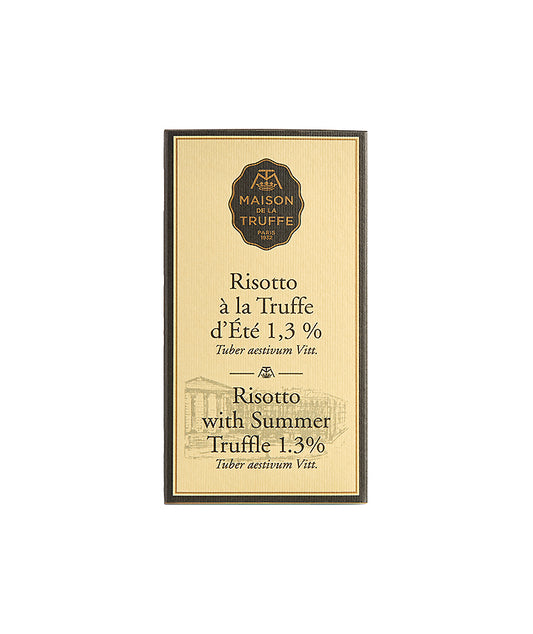 MAISON
DE LA
TRUFFE
PARIS
1932
Risotto
à la Truffe
d'Été 1,3 %
Tuber aestivum Vitt.
Risotto
with Summer
Truffle 1.3%
Tuber aestivum Vitt.